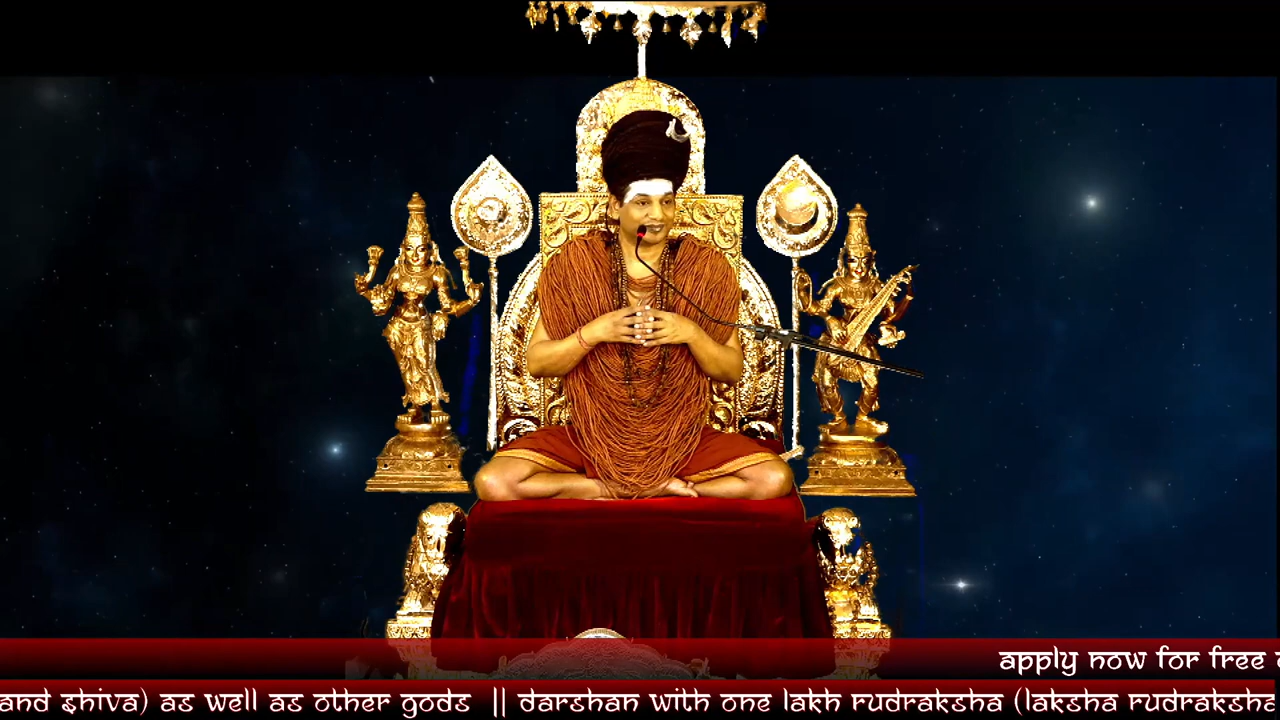 apply now for free
and shiva) as well as other gods || darshan with one lakh rudraksha (laksha rudraksha